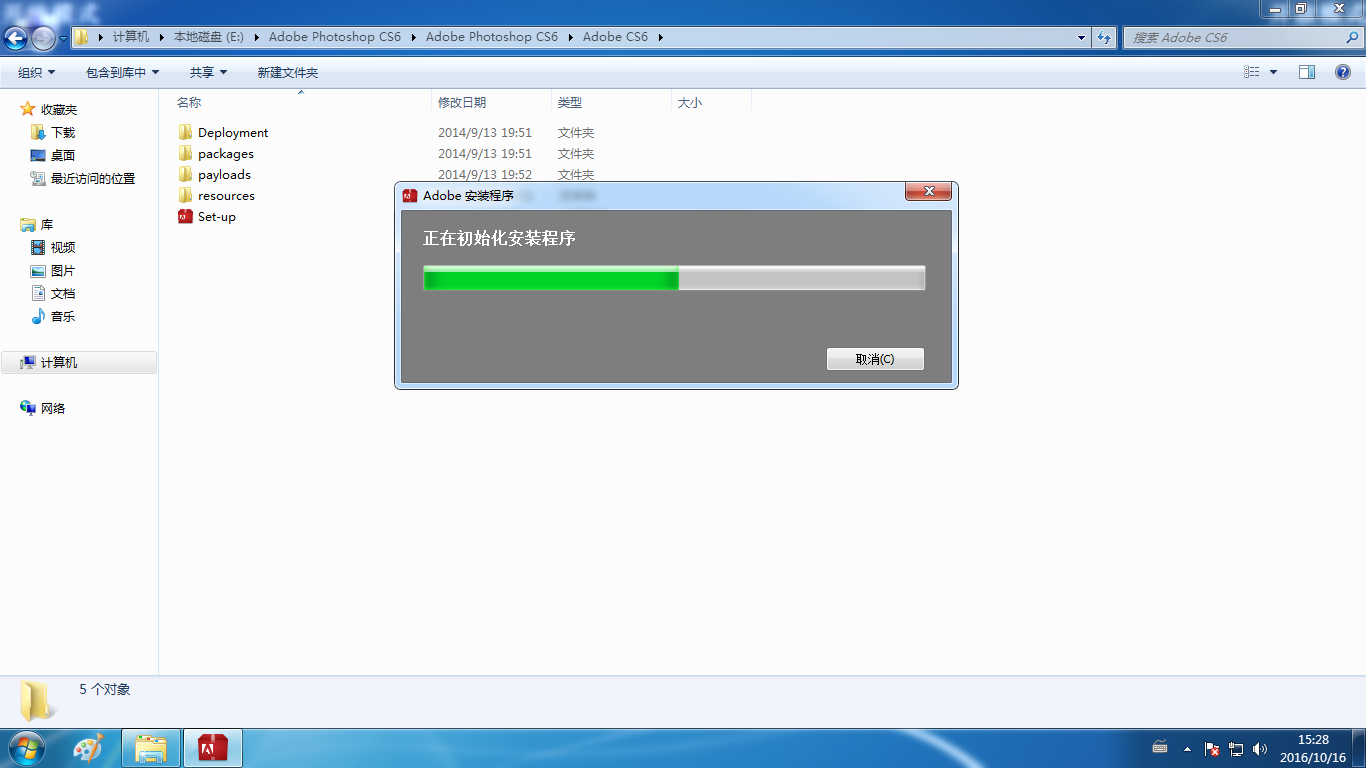 计算机 本地磁盘 (E:) Adobe Photoshop CS6 Adobe Photoshop CS6 Adobe CS6 搜索 Adobe CS6
组织 包含到库中 共享 新建文件夹
收藏夹
下载
桌面
最近访问的位置
库
视频
图片
文档
音乐
计算机
网络
名称 修改日期 类型 大小
Deployment 2014/9/13 19:51 文件夹
packages 2014/9/13 19:51 文件夹
payloads 2014/9/13 19:52 文件夹
resources
Set-up
Adobe 安装程序
正在初始化安装程序
取消(C)
5 个对象
15:28
2016/10/16